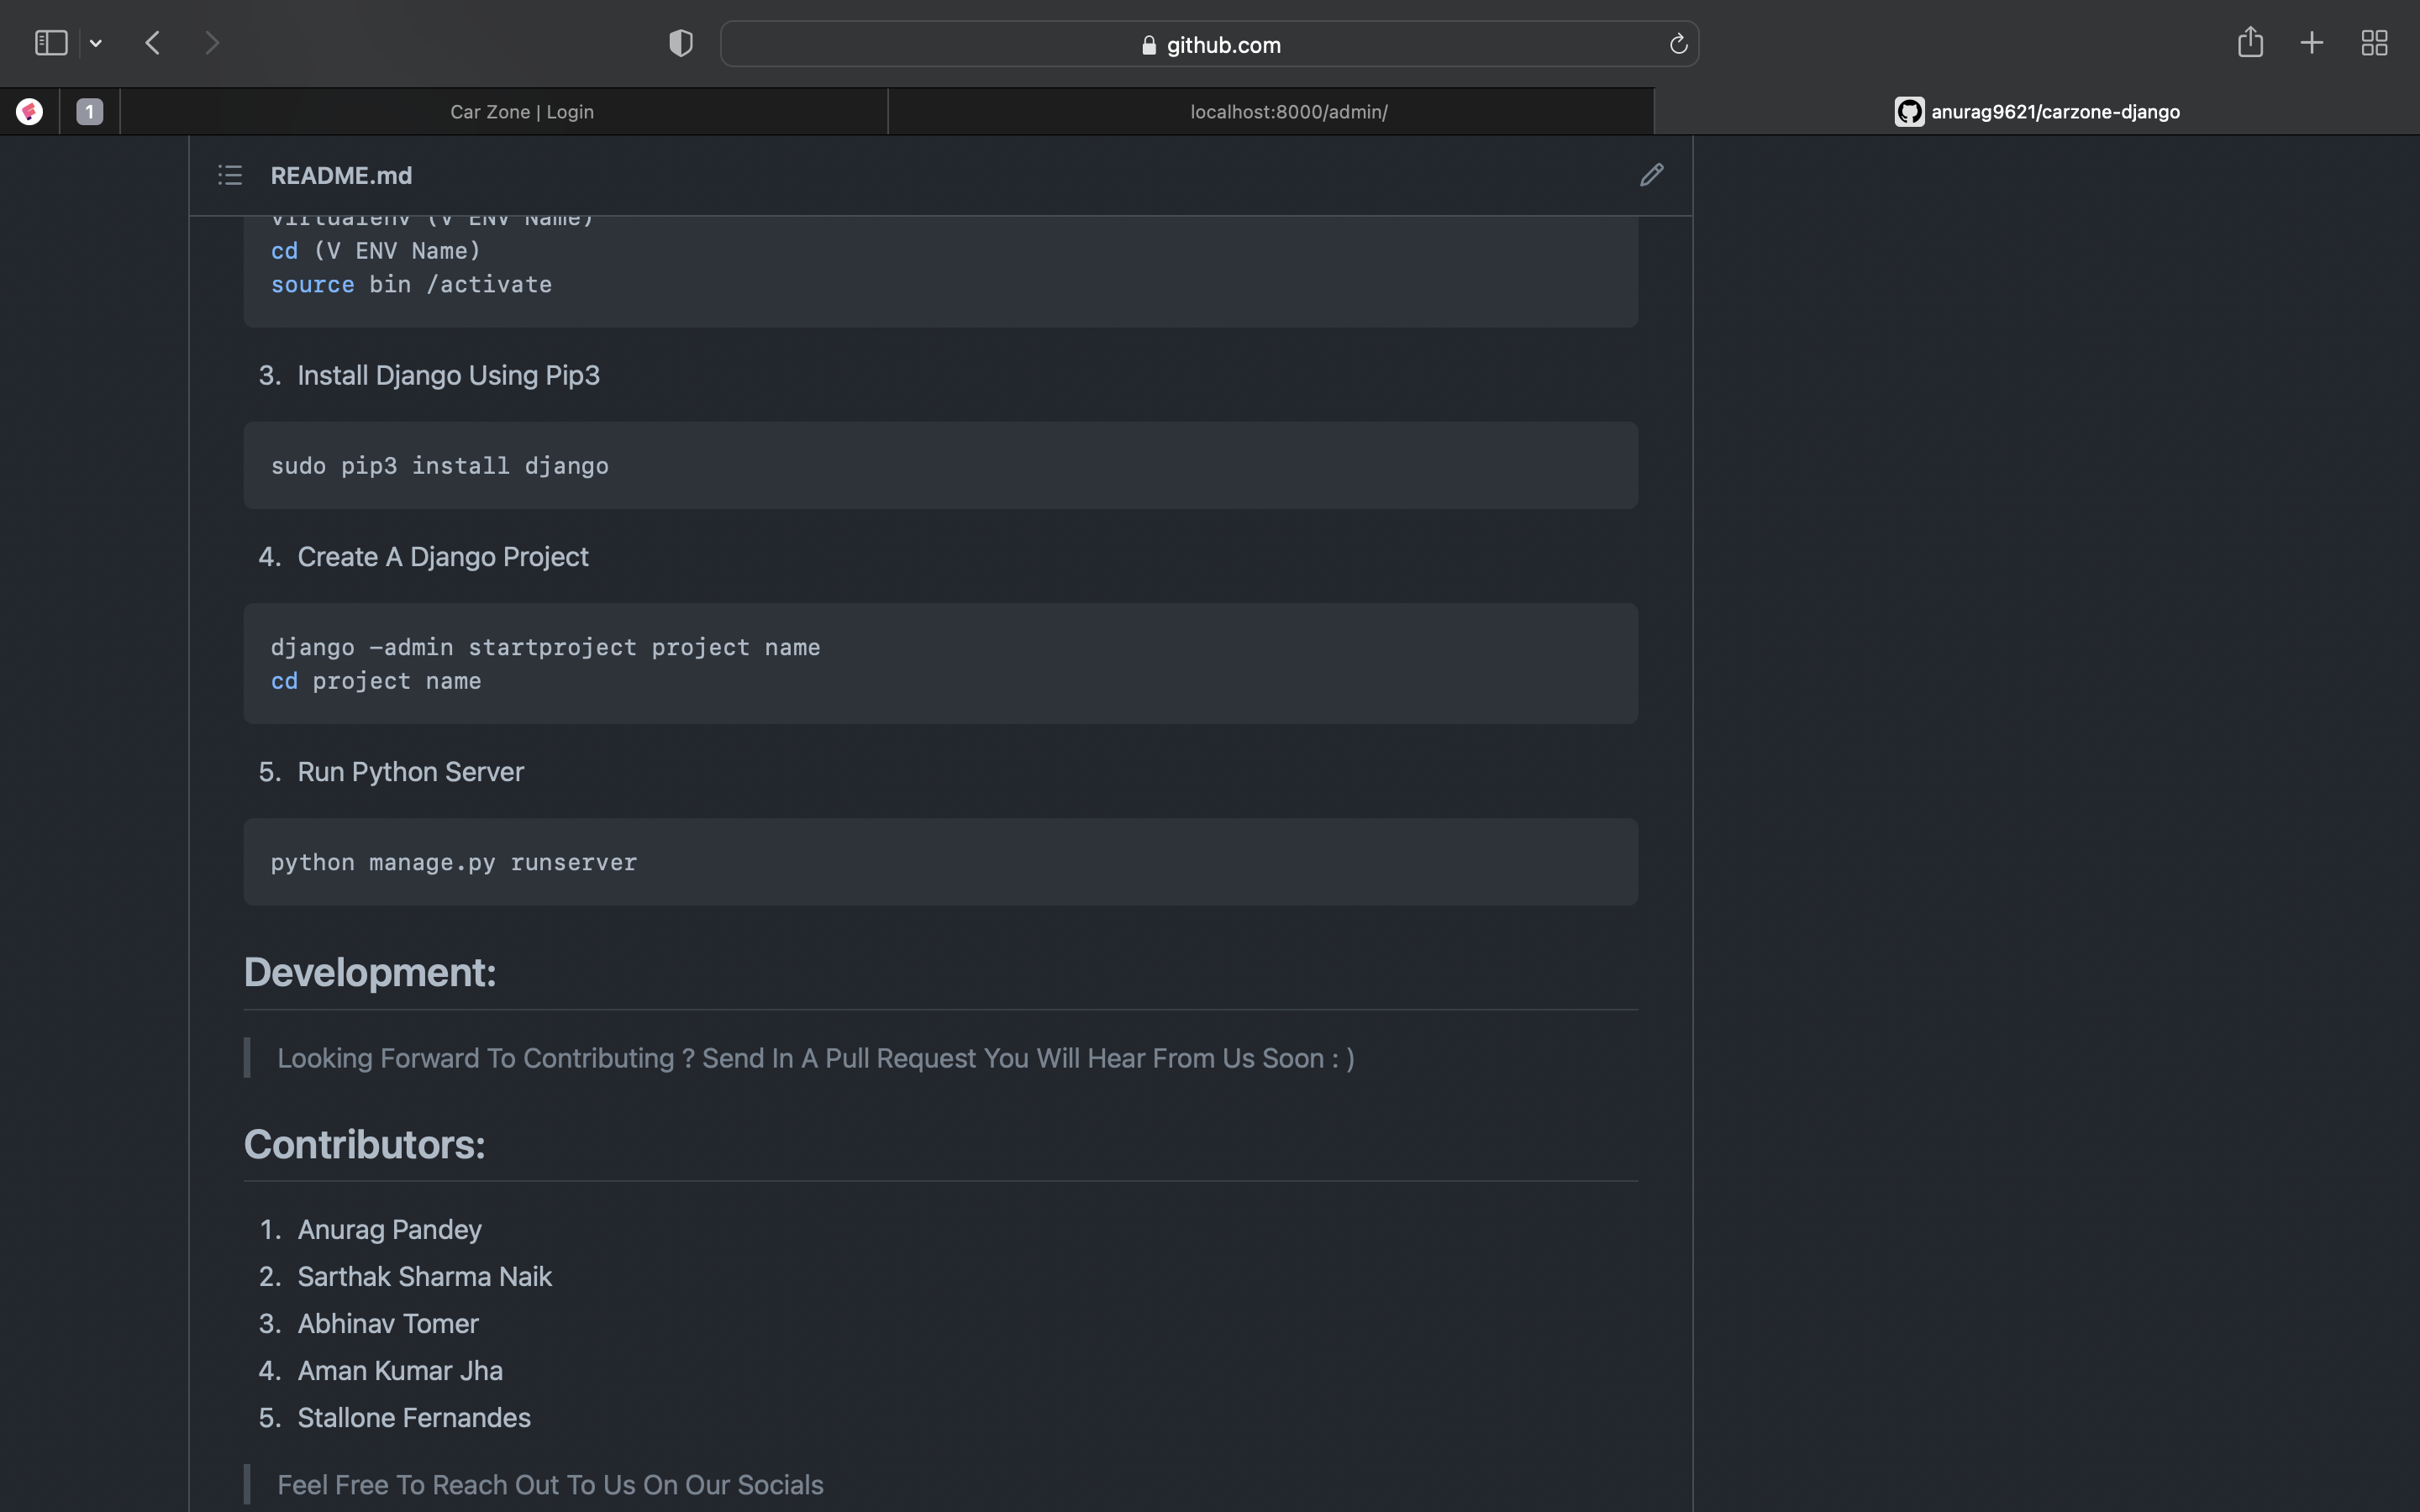 github.com
1
Car Zone | Login
localhost:8000/admin/
anurag9621/carzone-django
README.md
virtualenv (V ENV Name)
cd (V ENV Name)
source bin /activate
3. Install Django Using Pip3
sudo pip3 install django
4. Create A Django Project
django –admin startproject project name
cd project name
5. Run Python Server
python manage.py runserver
Development:
Looking Forward To Contributing ? Send In A Pull Request You Will Hear From Us Soon : )
Contributors:
1. Anurag Pandey
2. Sarthak Sharma Naik
3. Abhinav Tomer
4. Aman Kumar Jha
5. Stallone Fernandes
Feel Free To Reach Out To Us On Our Socials